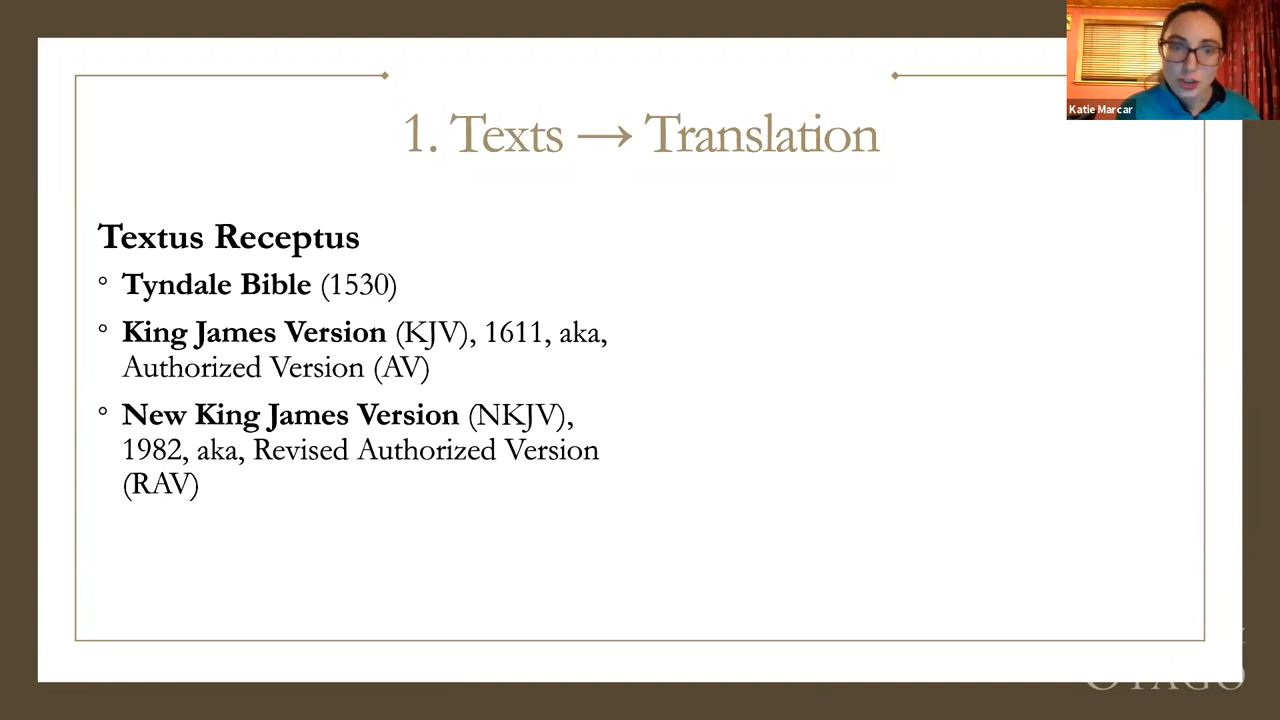 Katie Marcar
1. Texts → Translation
Textus Receptus
° Tyndale Bible (1530)
° King James Version (KJV), 1611, aka,
Authorized Version (AV)
° New King James Version (NKJV),
1982, aka, Revised Authorized Version
(RAV)
OTAGO